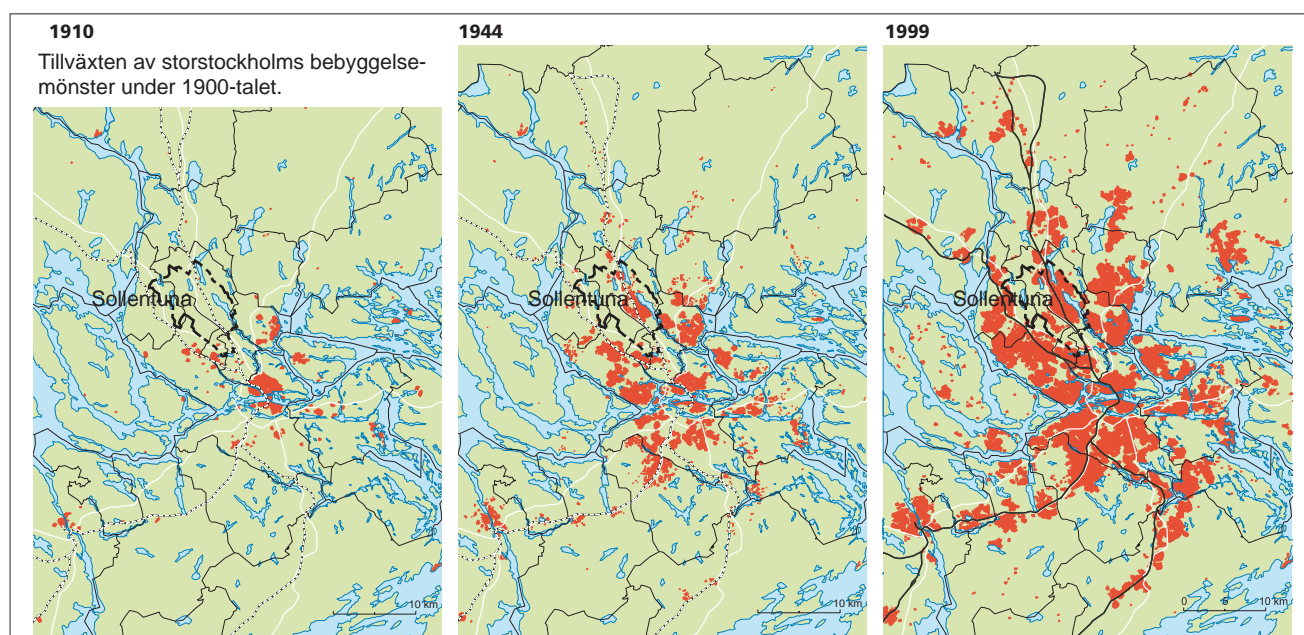 1910
Tillväxten av storstockholms bebyggelse-
mönster under 1900-talet.
Sollentuna
10 km
1944
Sollentuna
10 km
1999
Sollentuna
0 5 10 km